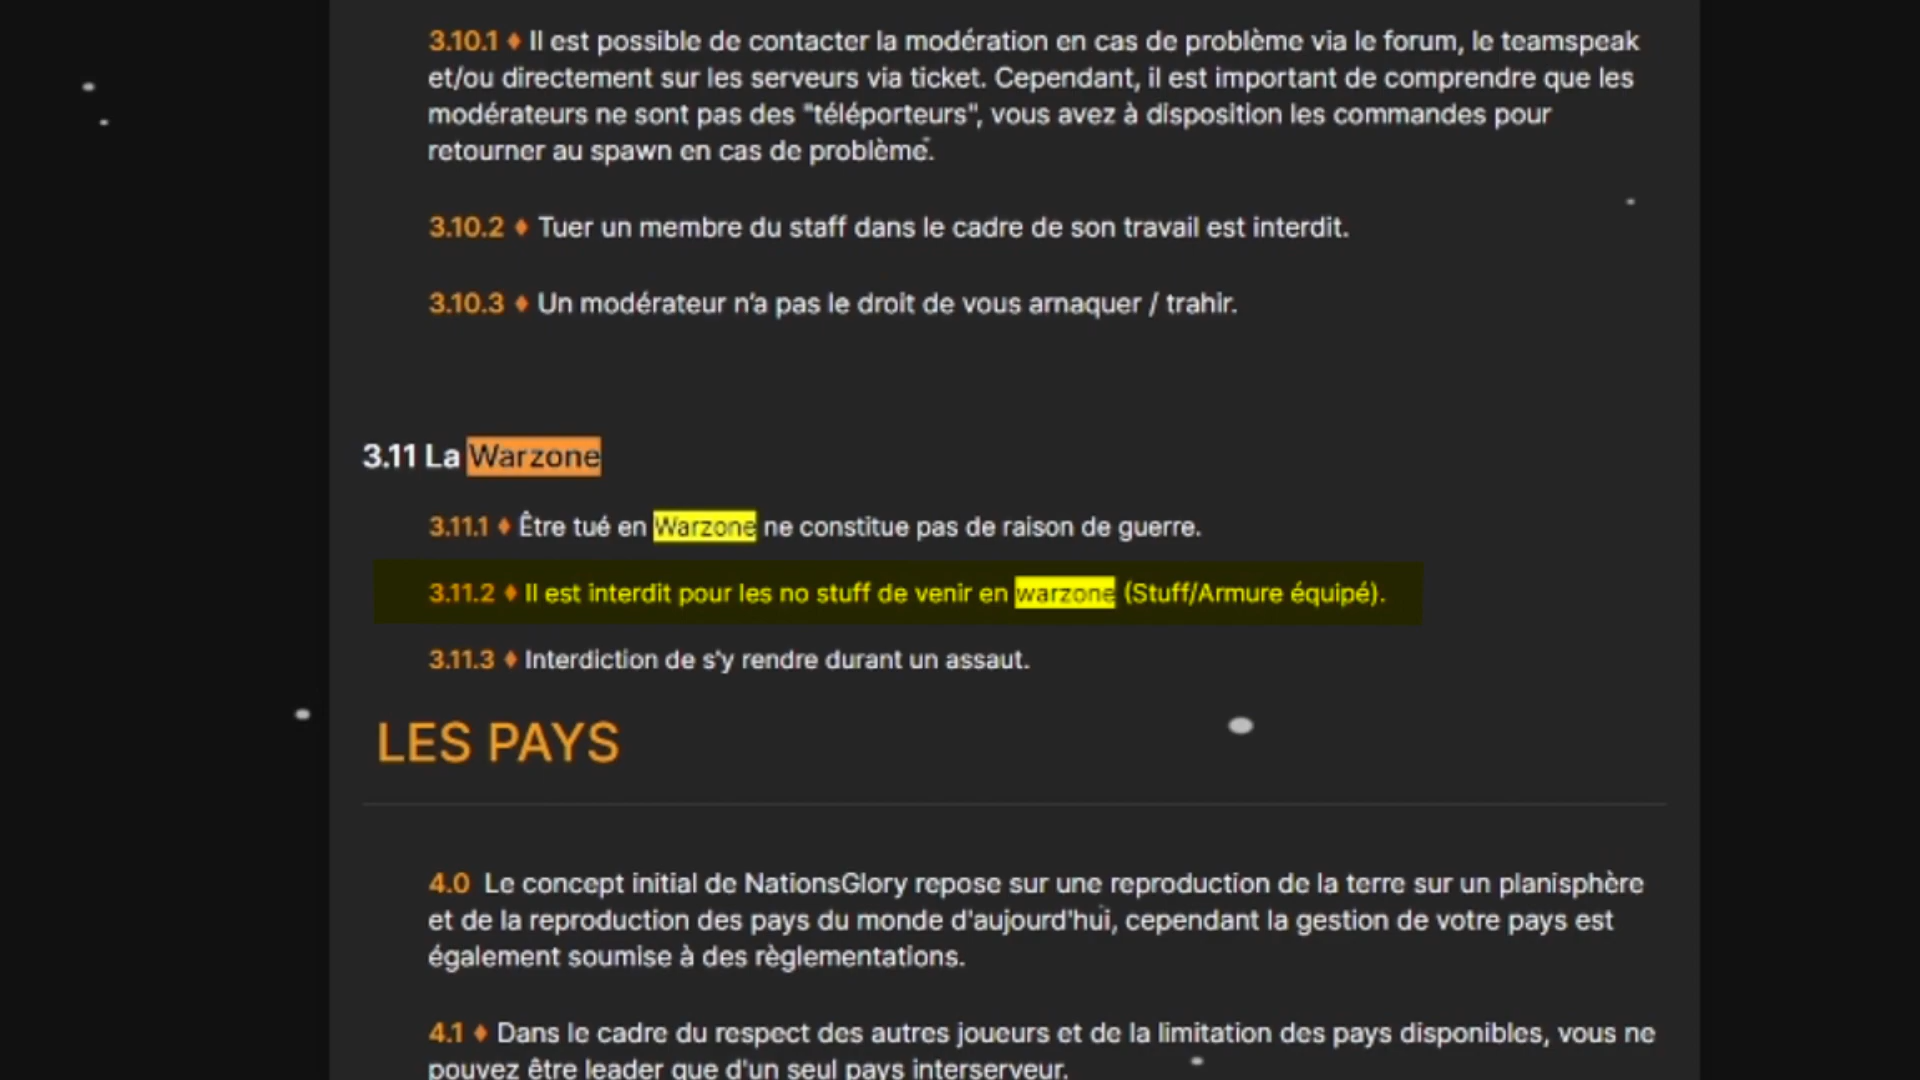 3.10.1 ♦ Il est possible de contacter la modération en cas de problème via le forum, le teamspeak
et/ou directement sur les serveurs via ticket. Cependant, il est important de comprendre que les
modérateurs ne sont pas des "téléporteurs", vous avez à disposition les commandes pour
retourner au spawn en cas de problème.
3.10.2 ♦ Tuer un membre du staff dans le cadre de son travail est interdit.
3.10.3 ♦ Un modérateur n'a pas le droit de vous arnaquer / trahir.
3.11 La Warzone
3.11.1 ♦ Être tué en Warzone ne constitue pas de raison de guerre.
3.11.2 ♦ Il est interdit pour les no stuff de venir en warzone (Stuff/Armure équipé).
3.11.3 ♦ Interdiction de s'y rendre durant un assaut.
LES PAYS
4.0 Le concept initial de NationsGlory repose sur une reproduction de la terre sur un planisphère
et de la reproduction des pays du monde d'aujourd'hui, cependant la gestion de votre pays est
également soumise à des règlementations.
4.1 ♦ Dans le cadre du respect des autres joueurs et de la limitation des pays disponibles, vous ne
pouvez être leader que d'un seul pays interserveur.